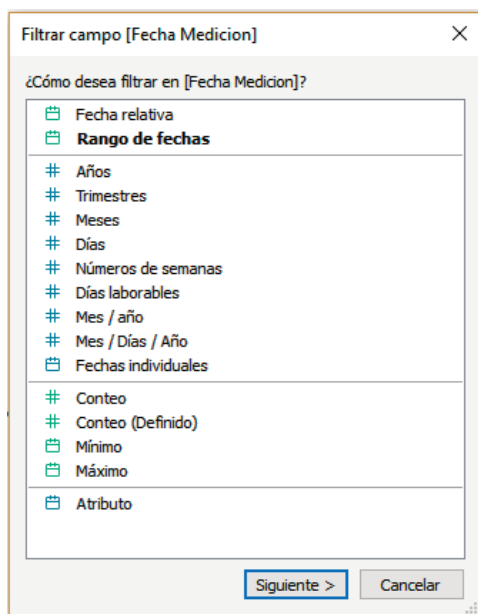 Filtrar campo [Fecha Medicion]
¿Cómo desea filtrar en [Fecha Medicion]?
Fecha relativa
Rango de fechas
Años
Trimestres
Meses
Días
Números de semanas
Días laborables
Mes / año
Mes / Días / Año
Fechas individuales
Conteo
Conteo (Definido)
Mínimo
Máximo
Atributo
Siguiente > Cancelar